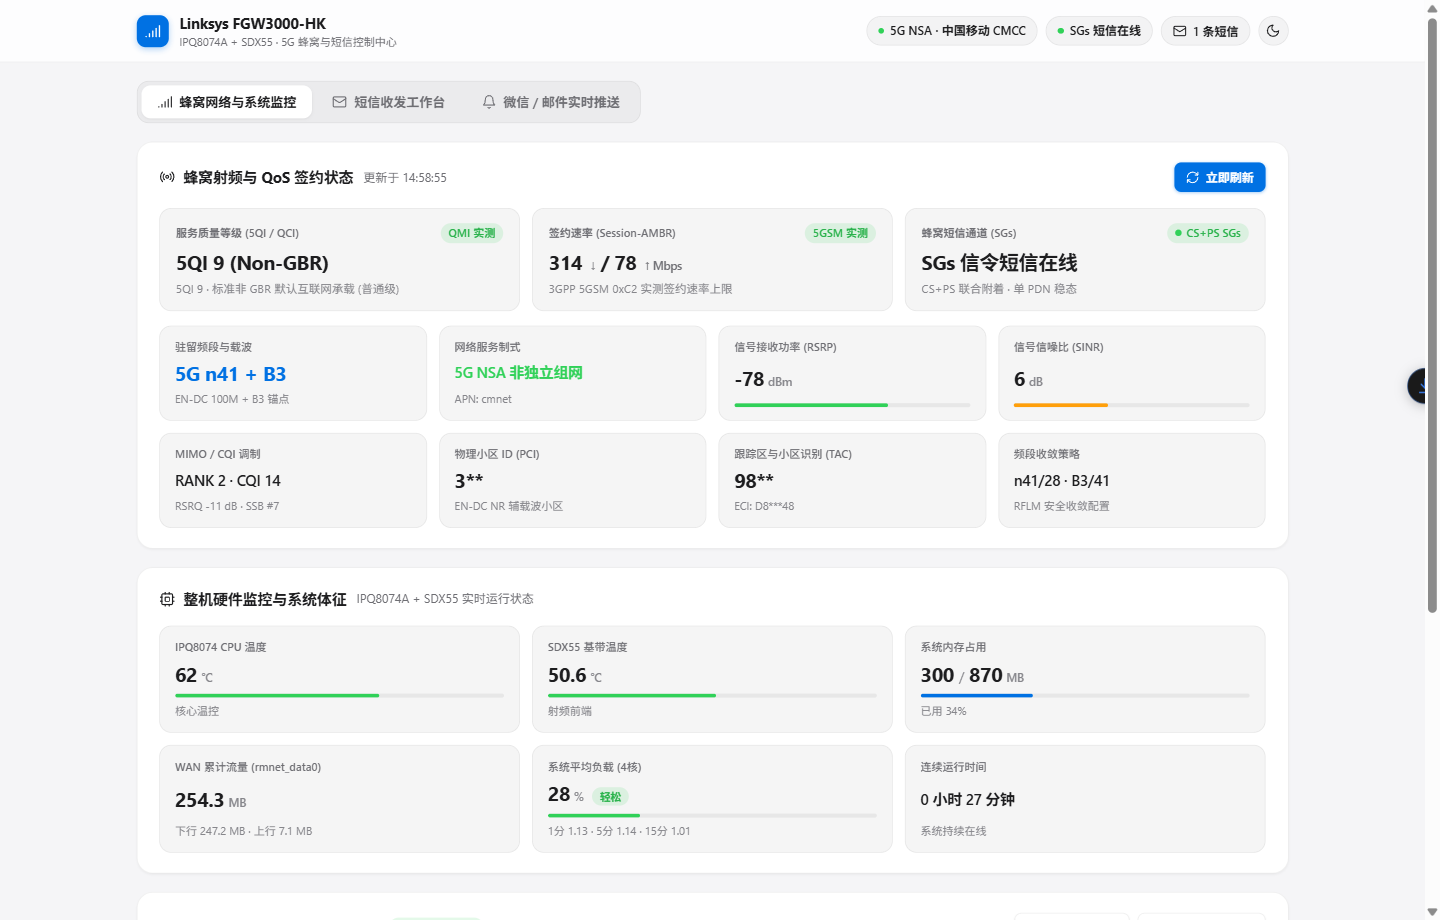 Linksys FGW3000-HK
IPQ8074A + SDX55 · 5G 蜂窝与短信控制中心
5G NSA · 中国移动 CMCC
SGs 短信在线
1 条短信
蜂窝网络与系统监控
短信收发工作台
微信 / 邮件实时推送
蜂窝射频与 QoS 签约状态 更新于 14:58:55
立即刷新
服务质量等级 (5QI / QCI) QMI 实测
5QI 9 (Non-GBR)
5QI 9 · 标准非 GBR 默认互联网承载 (普通级)
签约速率 (Session-AMBR) 5GSM 实测
314 ↓ / 78 ↑ Mbps
3GPP 5GSM 0xC2 实测签约速率上限
蜂窝短信通道 (SGs) CS+PS SGs
SGs 信令短信在线
CS+PS 联合附着 · 单 PDN 稳态
驻留频段与载波
5G n41 + B3
EN-DC 100M + B3 锚点
网络服务制式
5G NSA 非独立组网
APN: cmnet
信号接收功率 (RSRP)
-78 dBm
信号信噪比 (SINR)
6 dB
MIMO / CQI 调制
RANK 2 · CQI 14
RSRQ -11 dB · SSB #7
物理小区 ID (PCI)
3**
EN-DC NR 辅载波小区
跟踪区与小区识别 (TAC)
98**
ECI: D8***48
频段收敛策略
n41/28 · B3/41
RFLM 安全收敛配置
整机硬件监控与系统体征 IPQ8074A + SDX55 实时运行状态
IPQ8074 CPU 温度
62 °C
核心温控
SDX55 基带温度
50.6 °C
射频前端
系统内存占用
300 / 870 MB
已用 34%
WAN 累计流量 (rmnet_data0)
254.3 MB
下行 247.2 MB · 上行 7.1 MB
系统平均负载 (4核)
28 % 轻松
1分 1.13 · 5分 1.14 · 15分 1.01
连续运行时间
0 小时 27 分钟
系统持续在线